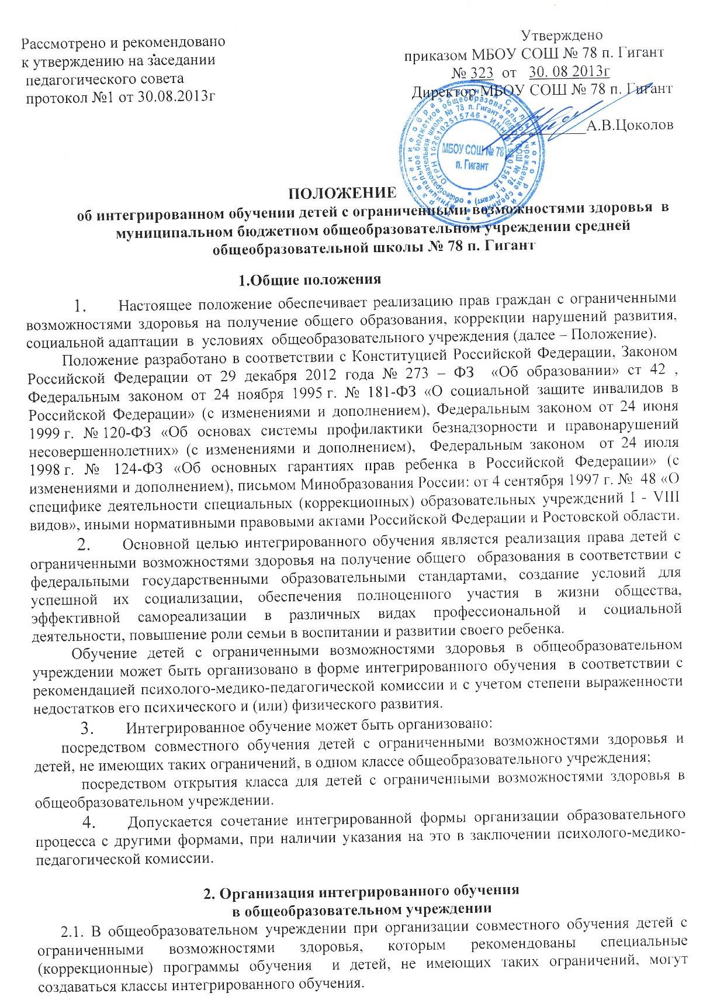 Рассмотрено и рекомендовано
к утверждению на заседании
педагогического совета
протокол №1 от 30.08.2013г
Утверждено
приказом МБОУ СОШ № 78 п. Гигант
№ 323 от 30. 08 2013г
Директор МБОУ СОШ № 78 п. Гигант
А.В.Цоколов
МБОУ СОШ № 78
п. Гигант
ОГРН 1026102515746
ПОЛОЖЕНИЕ
об интегрированном обучении детей с ограниченными возможностями здоровья в
муниципальном бюджетном общеобразовательном учреждении средней
общеобразовательной школы № 78 п. Гигант
1.Общие положения
1. Настоящее положение обеспечивает реализацию прав граждан с ограниченными
возможностями здоровья на получение общего образования, коррекции нарушений развития,
социальной адаптации в условиях общеобразовательного учреждения (далее – Положение).
Положение разработано в соответствии с Конституцией Российской Федерации, Законом
Российской Федерации от 29 декабря 2012 года № 273 – ФЗ «Об образовании» ст 42 ,
Федеральным законом от 24 ноября 1995 г. № 181-ФЗ «О социальной защите инвалидов в
Российской Федерации» (с изменениями и дополнением), Федеральным законом от 24 июня
1999 г. № 120-ФЗ «Об основах системы профилактики безнадзорности и правонарушений
несовершеннолетних» (с изменениями и дополнением), Федеральным законом от 24 июля
1998 г. № 124-ФЗ «Об основных гарантиях прав ребенка в Российской Федерации» (с
изменениями и дополнением), письмом Минобразования России: от 4 сентября 1997 г. № 48 «О
специфике деятельности специальных (коррекционных) образовательных учреждений I - VIII
видов», иными нормативными правовыми актами Российской Федерации и Ростовской области.
2. Основной целью интегрированного обучения является реализация права детей с
ограниченными возможностями здоровья на получение общего образования в соответствии с
федеральными государственными образовательными стандартами, создание условий для
успешной их социализации, обеспечения полноценного участия в жизни общества,
эффективной самореализации в различных видах профессиональной и социальной
деятельности, повышение роли семьи в воспитании и развитии своего ребенка.
Обучение детей с ограниченными возможностями здоровья в общеобразовательном
учреждении может быть организовано в форме интегрированного обучения в соответствии с
рекомендацией психолого-медико-педагогической комиссии и с учетом степени выраженности
недостатков его психического и (или) физического развития.
3. Интегрированное обучение может быть организовано:
посредством совместного обучения детей с ограниченными возможностями здоровья и
детей, не имеющих таких ограничений, в одном классе общеобразовательного учреждения;
посредством открытия класса для детей с ограниченными возможностями здоровья в
общеобразовательном учреждении.
4. Допускается сочетание интегрированной формы организации образовательного
процесса с другими формами, при наличии указания на это в заключении психолого-медико-
педагогической комиссии.
2. Организация интегрированного обучения
в общеобразовательном учреждении
2.1. В общеобразовательном учреждении при организации совместного обучения детей с
ограниченными возможностями здоровья, которым рекомендованы специальные
(коррекционные) программы обучения и детей, не имеющих таких ограничений, могут
создаваться классы интегрированного обучения.